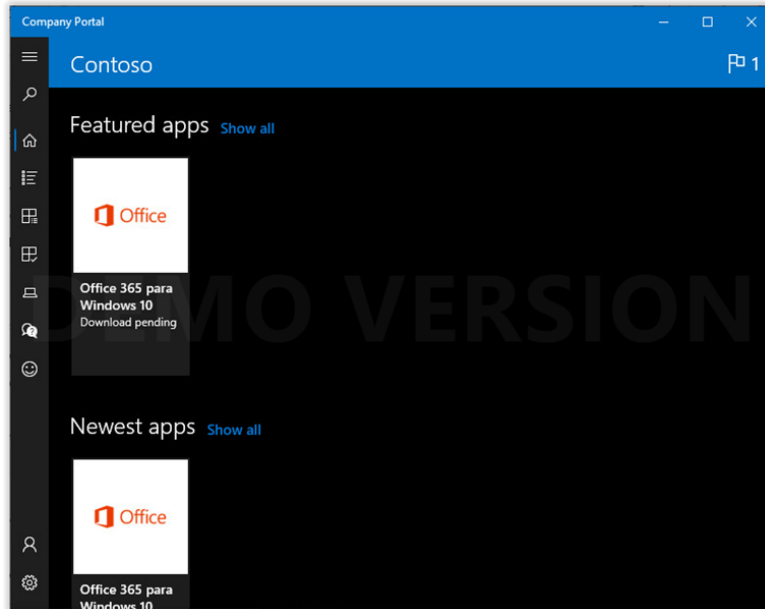 Company Portal
Contoso
1
Featured apps Show all
Office
Office 365 para
Windows 10
Download pending
DEMO VERSION
Newest apps Show all
Office
Office 365 para
Windows 10